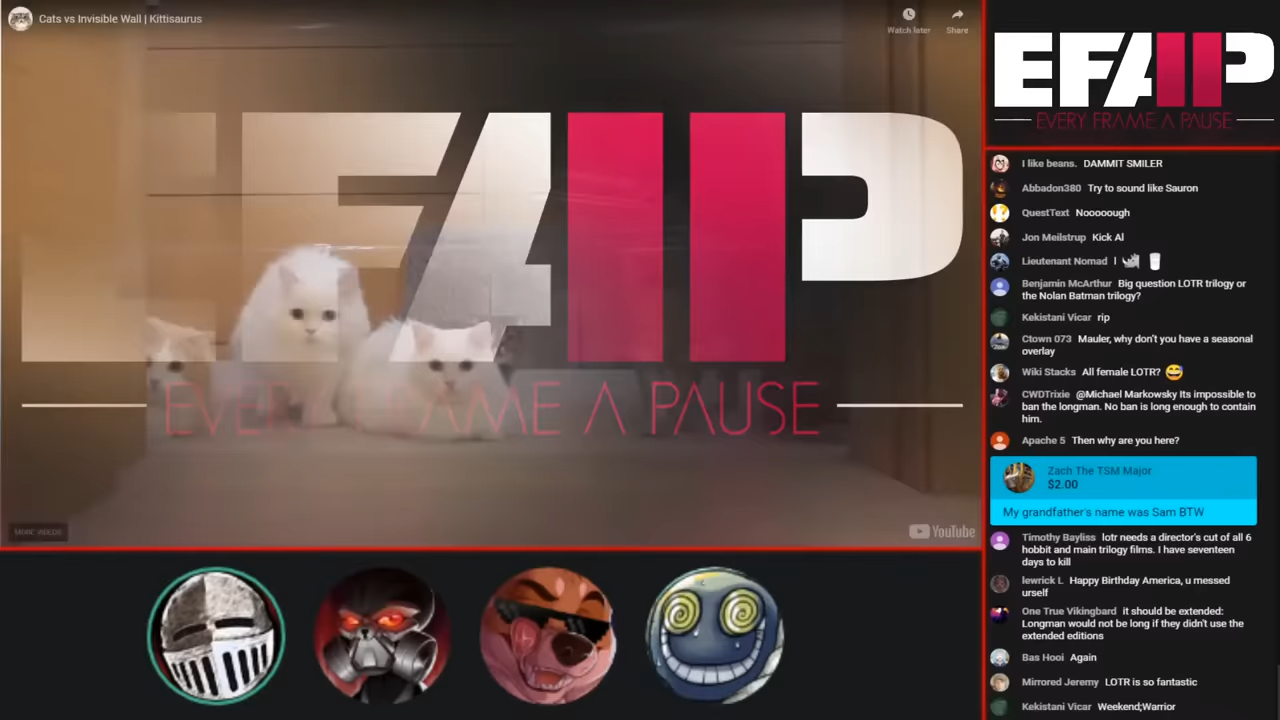 Cats vs Invisible Wall | Kittisaurus
Watch later
Share
EFAP
EVERY FRAME A PAUSE
MORE VIDEOS
YouTube
EFAP
EVERY FRAME A PAUSE
I like beans. DAMMIT SMILER
Abbadon380 Try to sound like Sauron
QuestText Nooooough
Jon Meilstrup Kick Al
Lieutenant Nomad I
Benjamin McArthur Big question LOTR trilogy or
the Nolan Batman trilogy?
Kekistani Vicar rip
Ctown 073 Mauler, why don't you have a seasonal
overlay
Wiki Stacks All female LOTR? 😅
CWDTrixie @Michael Markowsky Its impossible to
ban the longman. No ban is long enough to contain
him.
Apache 5 Then why are you here?
Zach The TSM Major
$2.00
My grandfather's name was Sam BTW
Timothy Bayliss lotr needs a director's cut of all 6
hobbit and main trilogy films. I have seventeen
days to kill
lewrick L Happy Birthday America, u messed
urself
One True Vikingbard it should be extended:
Longman would not be long if they didn't use the
extended editions
Bas Hooi Again
Mirrored Jeremy LOTR is so fantastic
Kekistani Vicar Weekend;Warrior